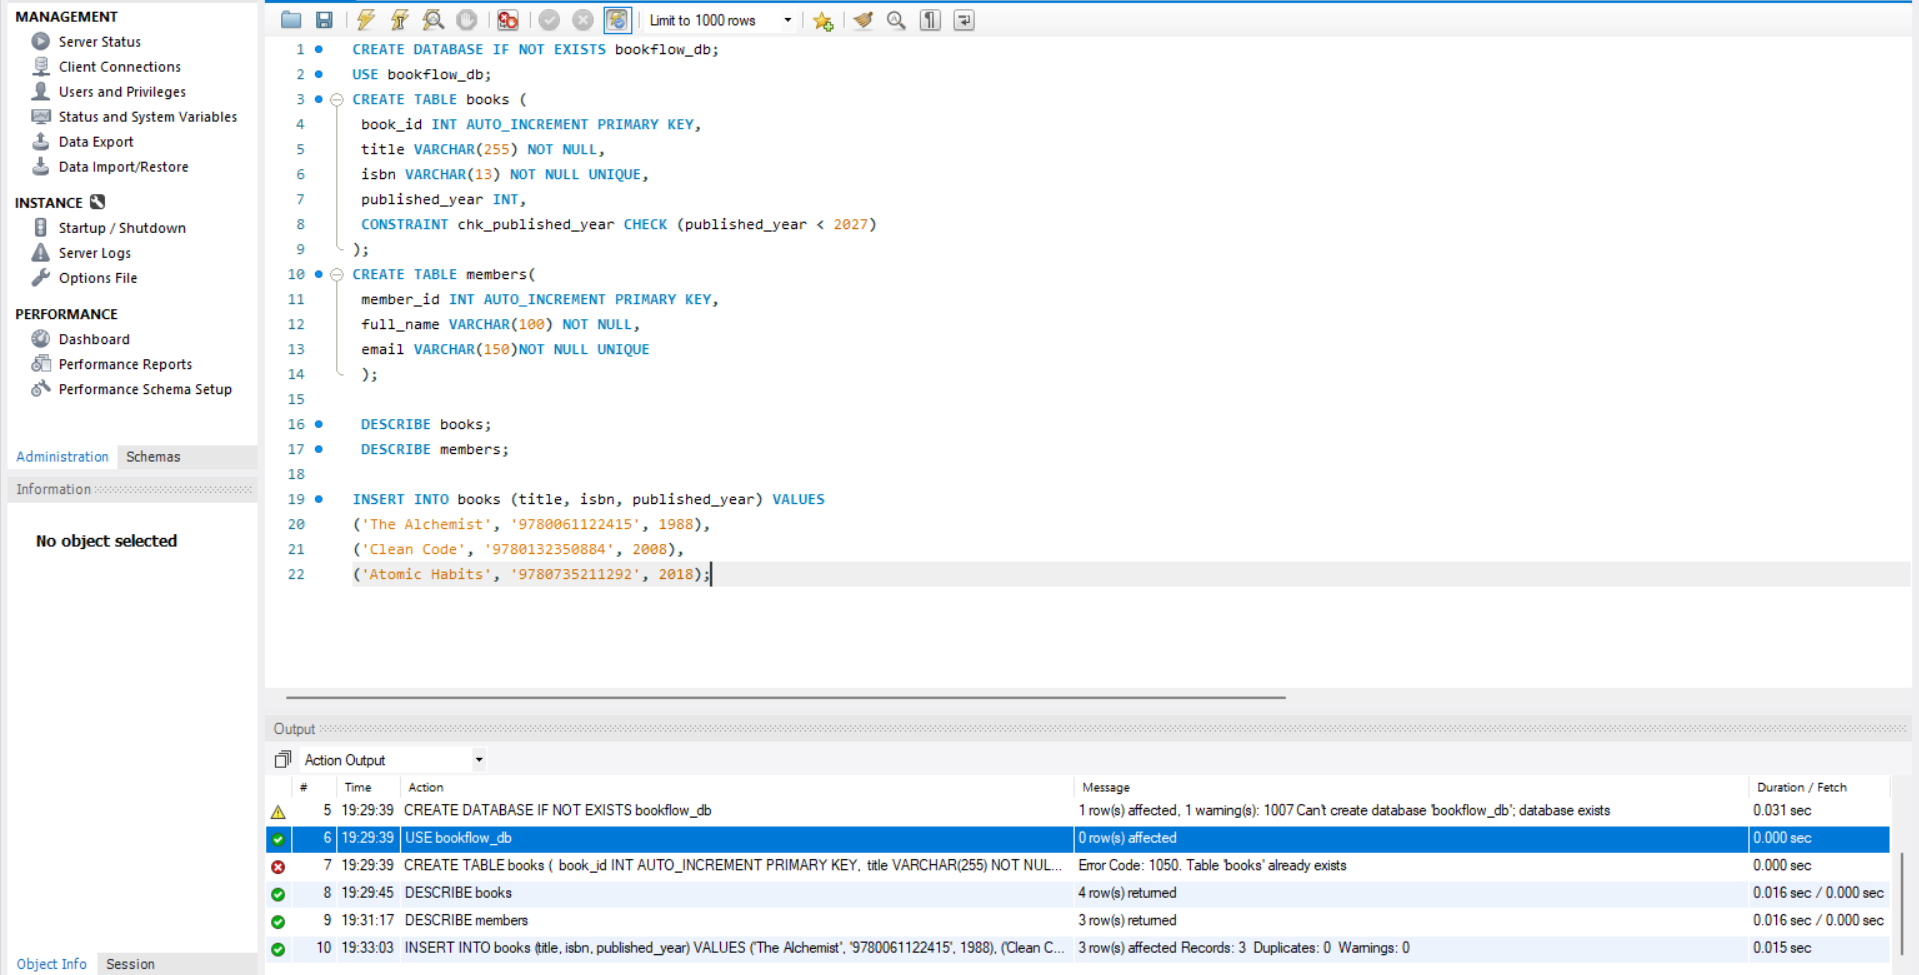 MANAGEMENT
Server Status
Client Connections
Users and Privileges
Status and System Variables
Data Export
Data Import/Restore
INSTANCE
Startup / Shutdown
Server Logs
Options File
PERFORMANCE
Dashboard
Performance Reports
Performance Schema Setup
Administration Schemas
Information
No object selected
Object Info Session
Limit to 1000 rows
1 CREATE DATABASE IF NOT EXISTS bookflow_db;
2 USE bookflow_db;
3 CREATE TABLE books (
4 book_id INT AUTO_INCREMENT PRIMARY KEY,
5 title VARCHAR(255) NOT NULL,
6 isbn VARCHAR(13) NOT NULL UNIQUE,
7 published_year INT,
8 CONSTRAINT chk_published_year CHECK (published_year < 2027)
9 );
10 CREATE TABLE members(
11 member_id INT AUTO_INCREMENT PRIMARY KEY,
12 full_name VARCHAR(100) NOT NULL,
13 email VARCHAR(150)NOT NULL UNIQUE
14 );
15
16 DESCRIBE books;
17 DESCRIBE members;
18
19 INSERT INTO books (title, isbn, published_year) VALUES
20 ('The Alchemist', '9780061122415', 1988),
21 ('Clean Code', '9780132350884', 2008),
22 ('Atomic Habits', '9780735211292', 2018);
Output
Action Output
# Time Action Message Duration / Fetch
5 19:29:39 CREATE DATABASE IF NOT EXISTS bookflow_db 1 row(s) affected, 1 warning(s): 1007 Can't create database 'bookflow_db'; database exists 0.031 sec
6 19:29:39 USE bookflow_db 0 row(s) affected 0.000 sec
7 19:29:39 CREATE TABLE books ( book_id INT AUTO_INCREMENT PRIMARY KEY, title VARCHAR(255) NOT NUL... Error Code: 1050. Table 'books' already exists 0.000 sec
8 19:29:45 DESCRIBE books 4 row(s) returned 0.016 sec / 0.000 sec
9 19:31:17 DESCRIBE members 3 row(s) returned 0.016 sec / 0.000 sec
10 19:33:03 INSERT INTO books (title, isbn, published_year) VALUES ('The Alchemist', '9780061122415', 1988), ('Clean C... 3 row(s) affected Records: 3 Duplicates: 0 Warnings: 0 0.015 sec